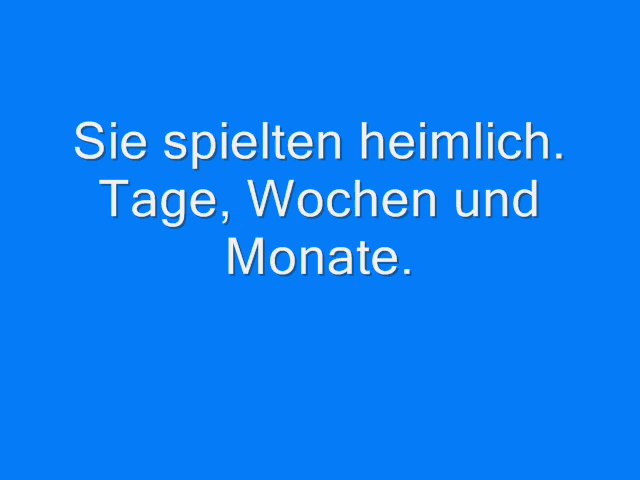 Sie spielten heimlich.
Tage, Wochen und
Monate.